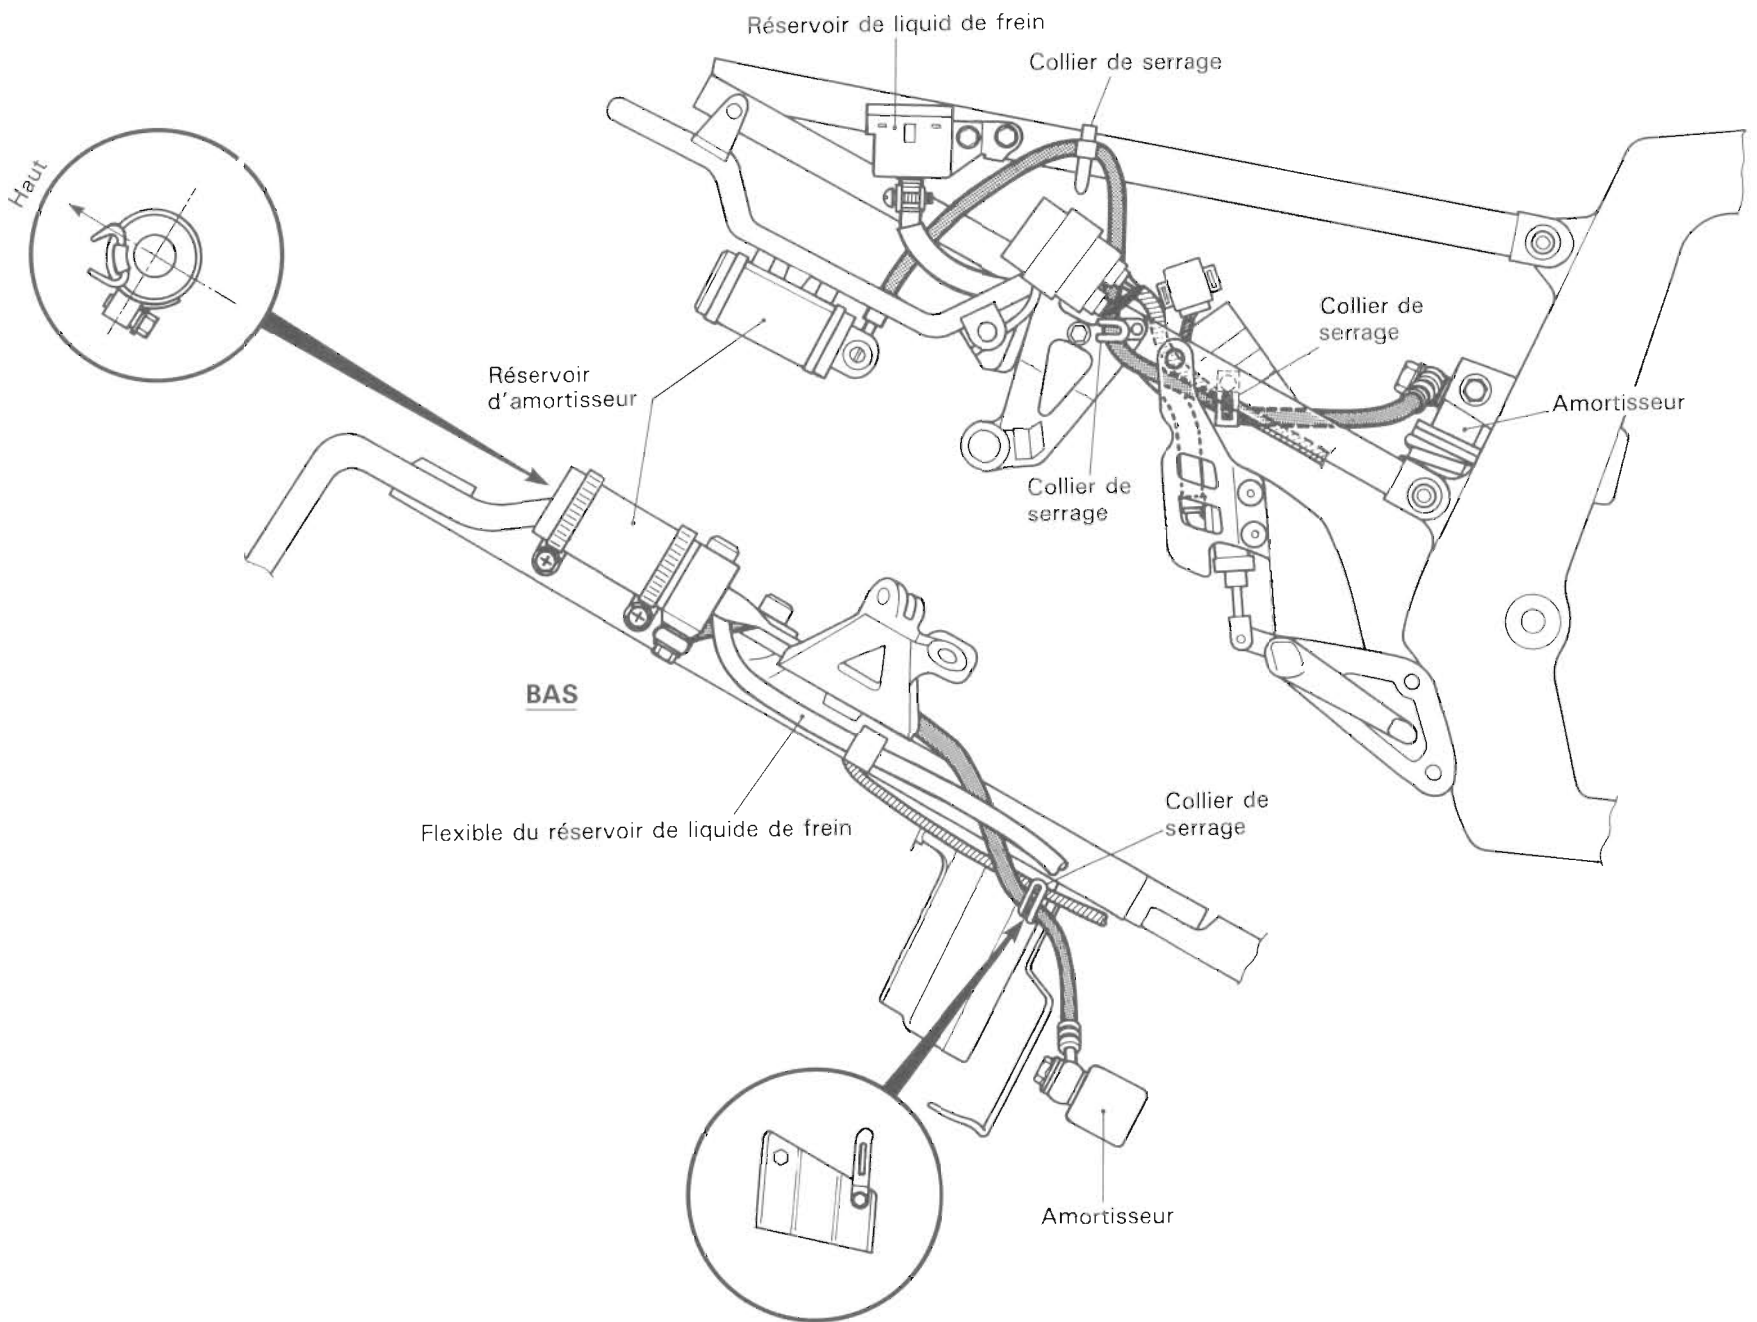 Réservoir de liquid de frein
Collier de serrage
Haut
Collier de
serrage
Réservoir
d'amortisseur
Amortisseur
Collier de
serrage
BAS
Collier de
serrage
Flexible du réservoir de liquide de frein
Amortisseur